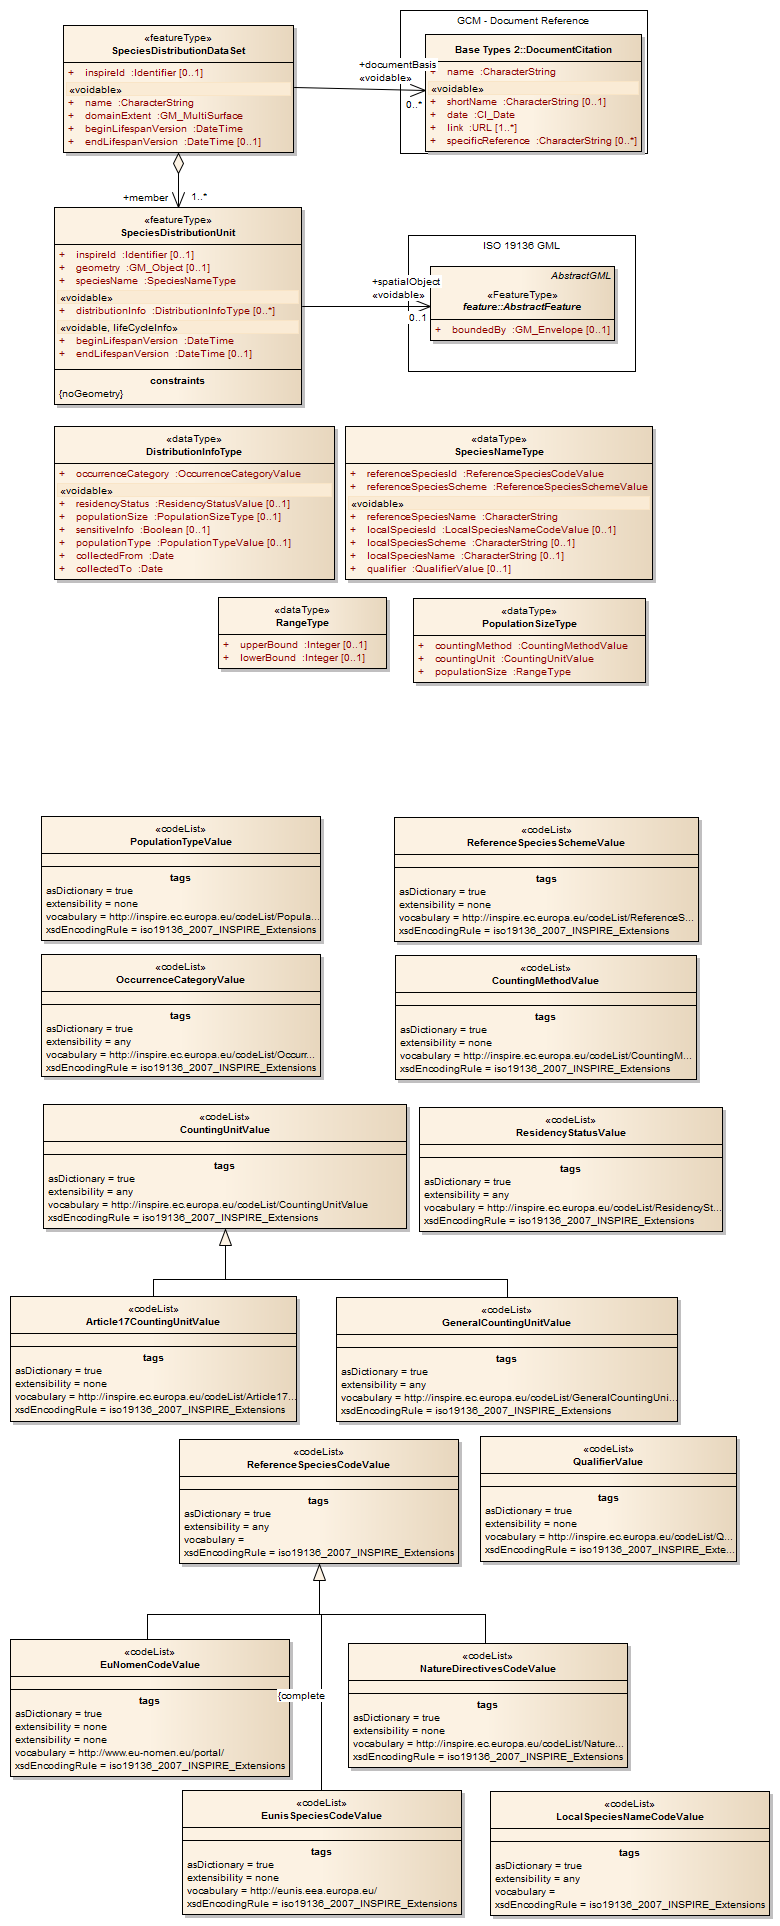 «featureType»
SpeciesDistributionDataSet
+ inspireId :Identifier [0..1]
«voidable»
+ name :CharacterString
+ domainExtent :GM_MultiSurface
+ beginLifespanVersion :DateTime
+ endLifespanVersion :DateTime [0..1]
+documentBasis
«voidable»
0..*
GCM - Document Reference
Base Types 2::DocumentCitation
+ name :CharacterString
«voidable»
+ shortName :CharacterString [0..1]
+ date :CI_Date
+ link :URL [1..*]
+ specificReference :CharacterString [0..*]
+member 1..*
«featureType»
SpeciesDistributionUnit
+ inspireId :Identifier [0..1]
+ geometry :GM_Object [0..1]
+ speciesName :SpeciesNameType
«voidable»
+ distributionInfo :DistributionInfoType [0..*]
«voidable, lifeCycleInfo»
+ beginLifespanVersion :DateTime
+ endLifespanVersion :DateTime [0..1]
constraints
{noGeometry}
+spatialObject
«voidable»
0..1
ISO 19136 GML
AbstractGML
«FeatureType»
feature::AbstractFeature
+ boundedBy :GM_Envelope [0..1]
«dataType»
DistributionInfoType
+ occurrenceCategory :OccurrenceCategoryValue
«voidable»
+ residencyStatus :ResidencyStatusValue [0..1]
+ populationSize :PopulationSizeType [0..1]
+ sensitiveInfo :Boolean [0..1]
+ populationType :PopulationTypeValue [0..1]
+ collectedFrom :Date
+ collectedTo :Date
«dataType»
SpeciesNameType
+ referenceSpeciesId :ReferenceSpeciesCodeValue
+ referenceSpeciesScheme :ReferenceSpeciesSchemeValue
«voidable»
+ referenceSpeciesName :CharacterString
+ localSpeciesId :LocalSpeciesNameCodeValue [0..1]
+ localSpeciesScheme :CharacterString [0..1]
+ localSpeciesName :CharacterString [0..1]
+ qualifier :QualifierValue [0..1]
«dataType»
RangeType
+ upperBound :Integer [0..1]
+ lowerBound :Integer [0..1]
«dataType»
PopulationSizeType
+ countingMethod :CountingMethodValue
+ countingUnit :CountingUnitValue
+ populationSize :RangeType
«codeList»
PopulationTypeValue
tags
asDictionary = true
extensibility = none
vocabulary = http://inspire.ec.europa.eu/codeList/Popula...
xsdEncodingRule = iso19136_2007_INSPIRE_Extensions
«codeList»
ReferenceSpeciesSchemeValue
tags
asDictionary = true
extensibility = none
vocabulary = http://inspire.ec.europa.eu/codeList/ReferenceS...
xsdEncodingRule = iso19136_2007_INSPIRE_Extensions
«codeList»
OccurrenceCategoryValue
tags
asDictionary = true
extensibility = any
vocabulary = http://inspire.ec.europa.eu/codeList/Occurr...
xsdEncodingRule = iso19136_2007_INSPIRE_Extensions
«codeList»
CountingMethodValue
tags
asDictionary = true
extensibility = none
vocabulary = http://inspire.ec.europa.eu/codeList/CountingM...
xsdEncodingRule = iso19136_2007_INSPIRE_Extensions
«codeList»
CountingUnitValue
tags
asDictionary = true
extensibility = any
vocabulary = http://inspire.ec.europa.eu/codeList/CountingUnitValue
xsdEncodingRule = iso19136_2007_INSPIRE_Extensions
«codeList»
ResidencyStatusValue
tags
asDictionary = true
extensibility = any
vocabulary = http://inspire.ec.europa.eu/codeList/ResidencySt...
xsdEncodingRule = iso19136_2007_INSPIRE_Extensions
«codeList»
Article17CountingUnitValue
tags
asDictionary = true
extensibility = none
vocabulary = http://inspire.ec.europa.eu/codeList/Article17...
xsdEncodingRule = iso19136_2007_INSPIRE_Extensions
«codeList»
GeneralCountingUnitValue
tags
asDictionary = true
extensibility = any
vocabulary = http://inspire.ec.europa.eu/codeList/GeneralCountingUni...
xsdEncodingRule = iso19136_2007_INSPIRE_Extensions
«codeList»
ReferenceSpeciesCodeValue
tags
asDictionary = true
extensibility = any
vocabulary =
xsdEncodingRule = iso19136_2007_INSPIRE_Extensions
«codeList»
QualifierValue
tags
asDictionary = true
extensibility = none
vocabulary = http://inspire.ec.europa.eu/codeList/Q...
xsdEncodingRule = iso19136_2007_INSPIRE_Exte...
«codeList»
EuNomenCodeValue
tags
asDictionary = true
extensibility = none
extensibility = none
vocabulary = http://www.eu-nomen.eu/portal/
xsdEncodingRule = iso19136_2007_INSPIRE_Extensions
{complete
«codeList»
NatureDirectivesCodeValue
tags
asDictionary = true
extensibility = none
vocabulary = http://inspire.ec.europa.eu/codeList/Nature...
xsdEncodingRule = iso19136_2007_INSPIRE_Extensions
«codeList»
EunisSpeciesCodeValue
tags
asDictionary = true
extensibility = none
vocabulary = http://eunis.eea.europa.eu/
xsdEncodingRule = iso19136_2007_INSPIRE_Extensions
«codeList»
LocalSpeciesNameCodeValue
tags
asDictionary = true
extensibility = any
vocabulary =
xsdEncodingRule = iso19136_2007_INSPIRE_Extensions